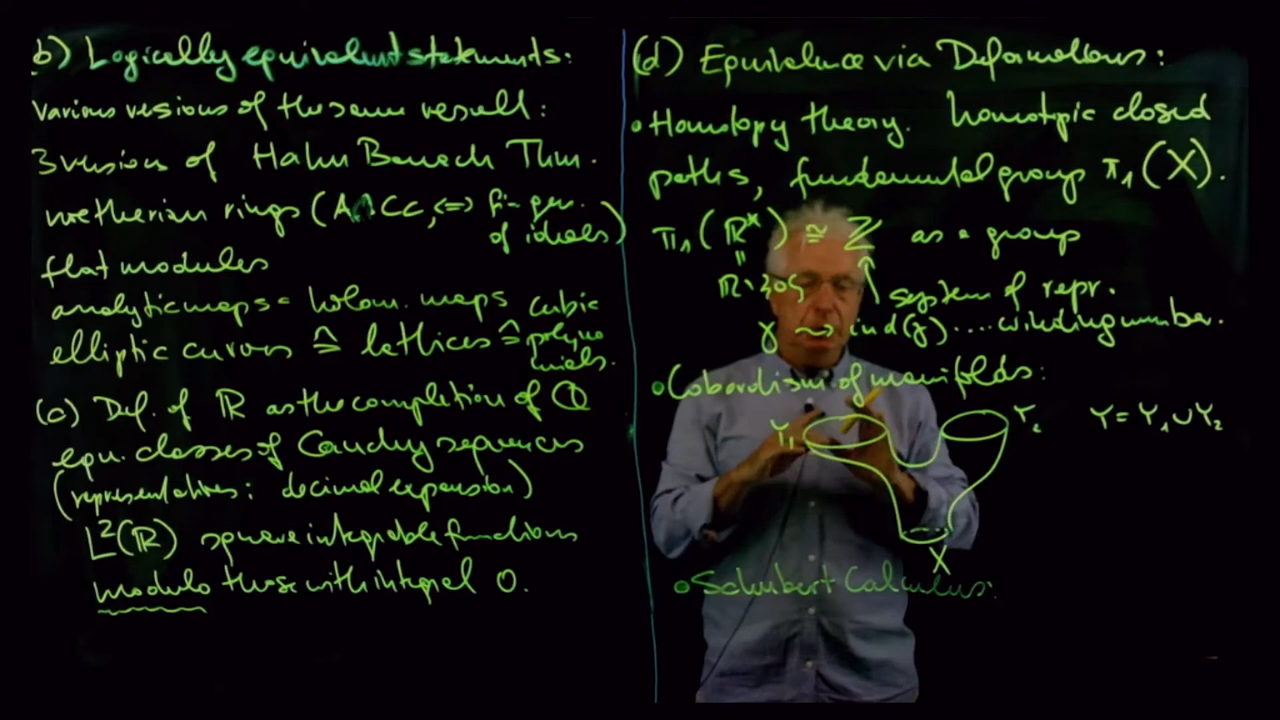 b) Logically equivalent statements:
various versions of the same result:
3 version of Hahn Banach Thm.
noetherian rings (ACC, <=> fi-gen. of ideals)
flat modules
analytic maps = holom. maps
elliptic curves ≙ lattices ≙ cubic polynomials.
(c) Def. of ℝ as the completion of ℚ
equ. classes of Cauchy sequences
(representatives: decimal expansion)
L²(ℝ) square integrable functions
modulo those with integral 0.
(d) Equivalence via Deformations:
• Homotopy theory. homotopic closed
paths, fundamental group π₁(X).
π₁(ℝ*) ≅ ℤ as a group
ℝ∖{0} system of repr.
γ ⇝ ind(γ) .... winding number.
• Cobordism of manifolds:
Y₁ Y₂ Y = Y₁ ∪ Y₂
X
• Schubert Calculus: